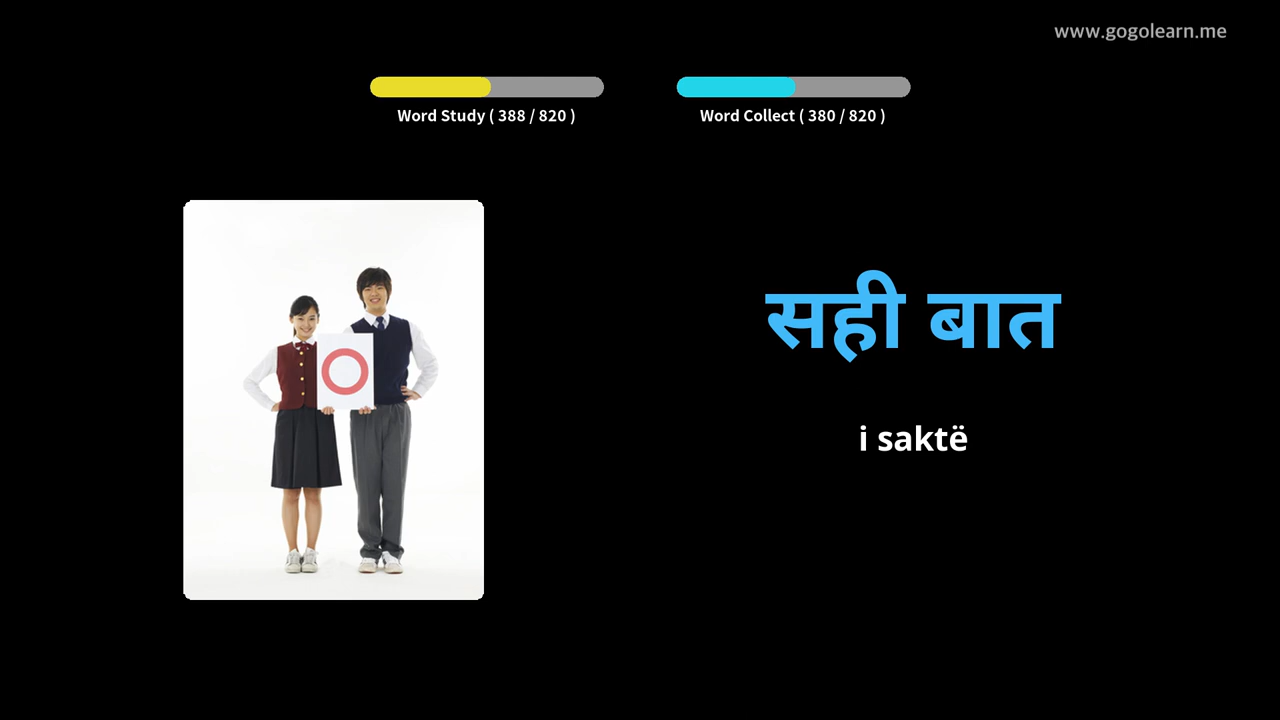 www.gogolearn.me
Word Study ( 388 / 820 )
Word Collect ( 380 / 820 )
सही बात
i saktë